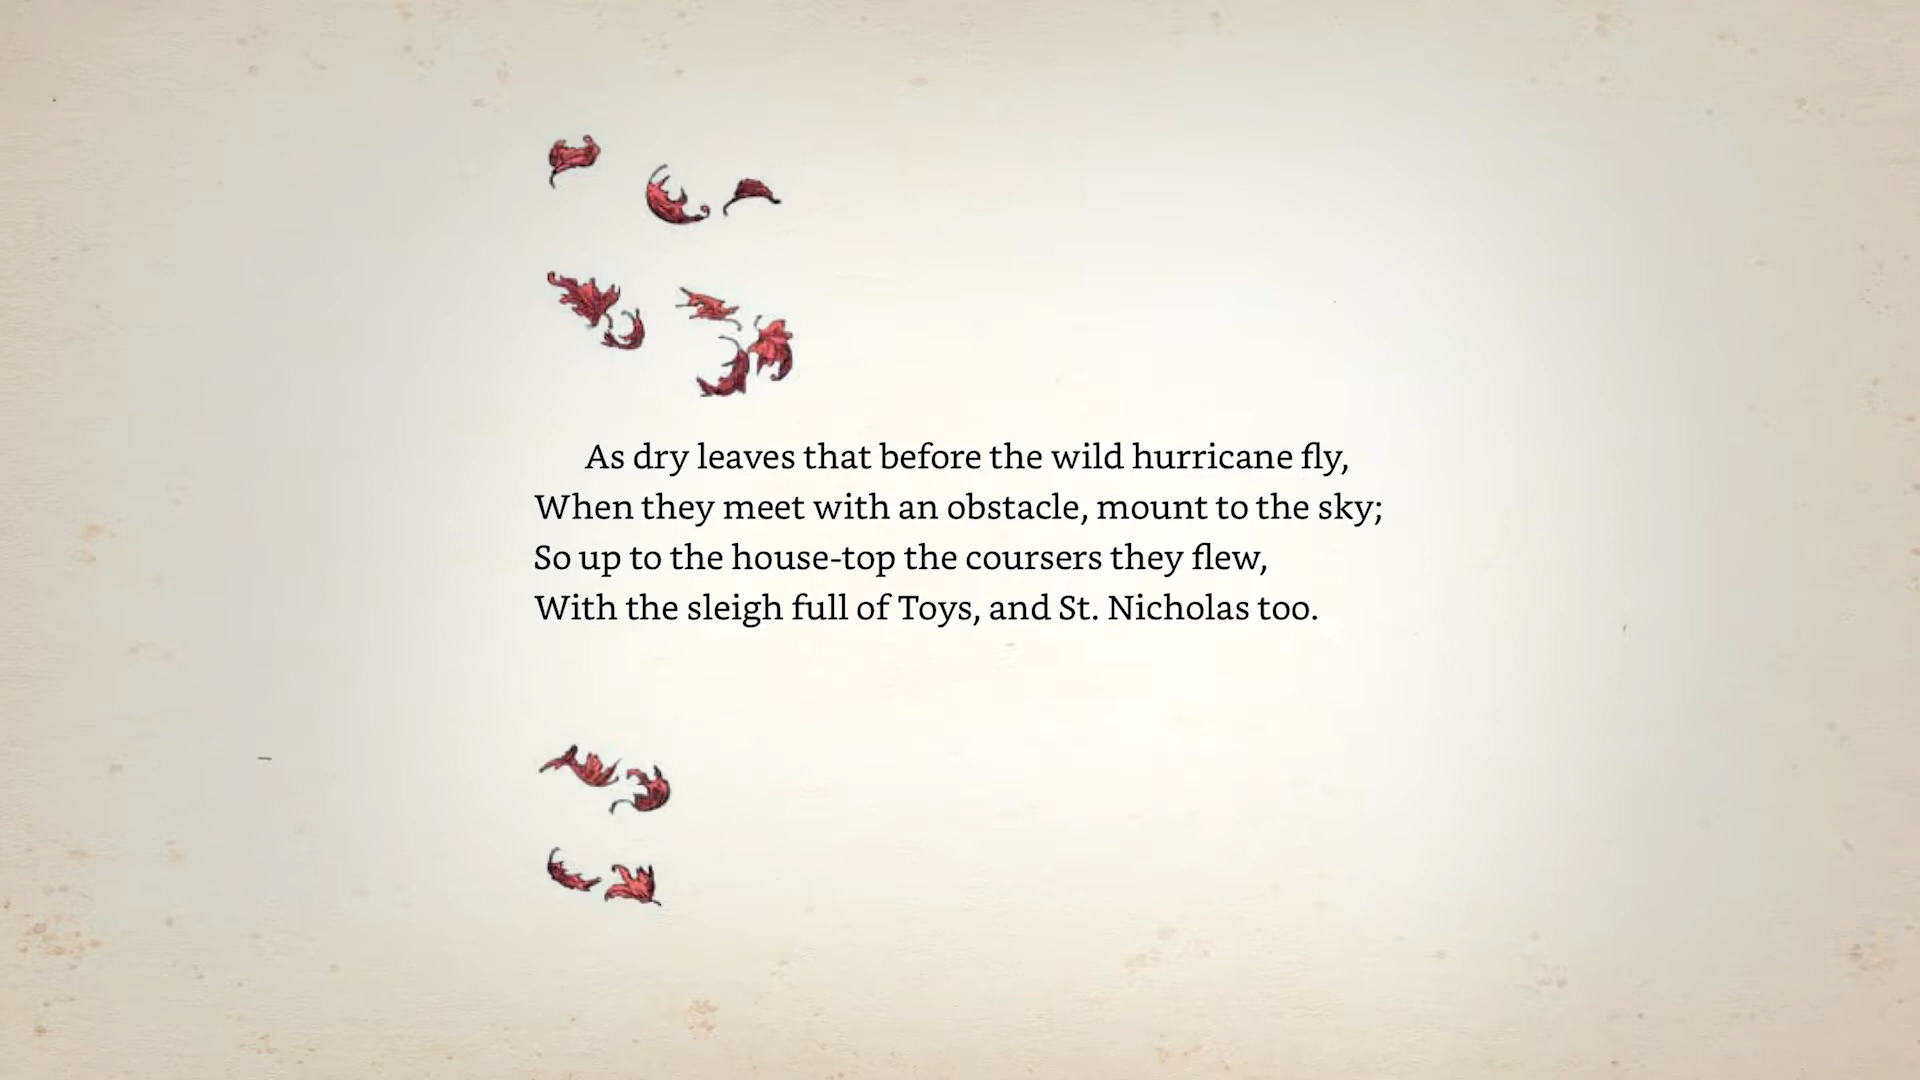 As dry leaves that before the wild hurricane fly,
When they meet with an obstacle, mount to the sky;
So up to the house-top the coursers they flew,
With the sleigh full of Toys, and St. Nicholas too.